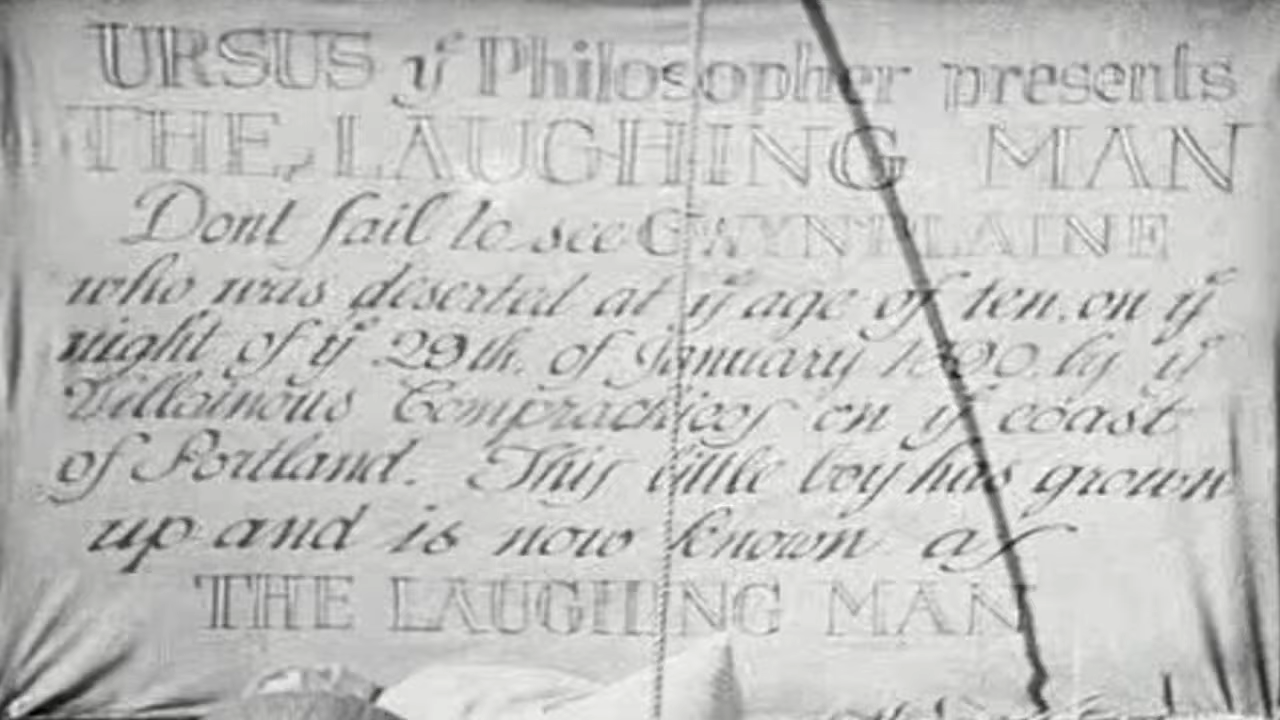 URSUS yᵉ Philosopher presents
THE LAUGHING MAN
Dont fail to see GWYNPLAINE
who was deserted at yᵉ age of ten, on yᵉ
night of yᵉ 29th. of January 1690 by yᵉ
Villainous Comprachicos on yᵉ coast
of Portland. This little boy has grown
up and is now known as
THE LAUGHING MAN